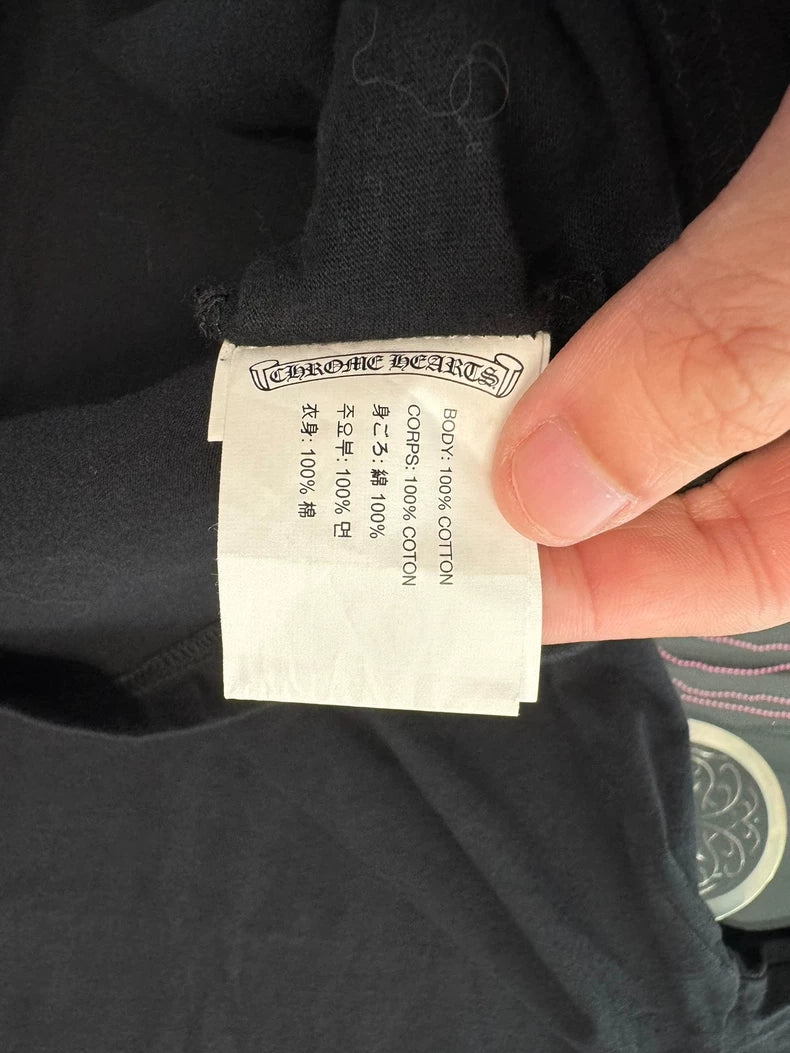 CHROME HEARTS
BODY: 100% COTTON
CORPS: 100% COTON
身ごろ: 綿 100%
주요부: 100% 면
衣身: 100% 棉